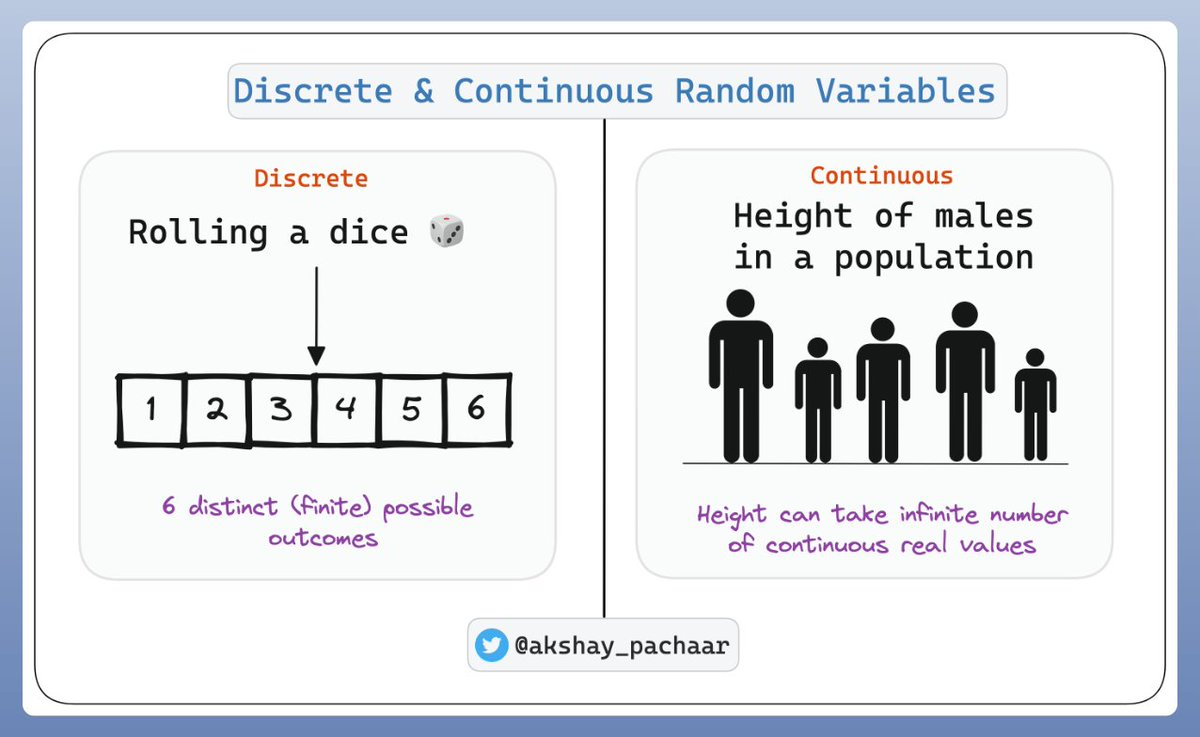 Discrete & Continuous Random Variables
Discrete
Rolling a dice 🎲
1 2 3 4 5 6
6 distinct (finite) possible
outcomes
Continuous
Height of males
in a population
Height can take infinite number
of continuous real values
@akshay_pachaar